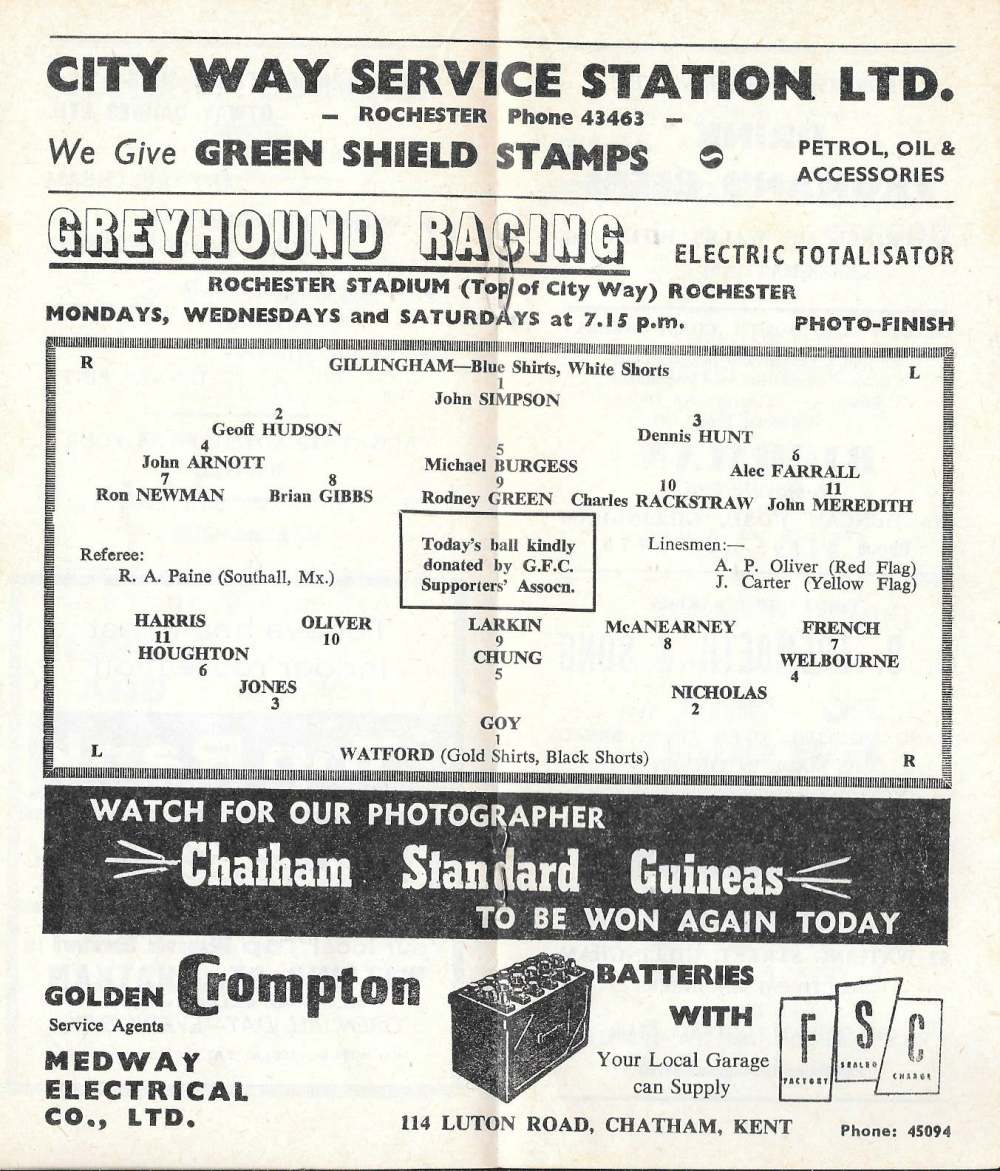 CITY WAY SERVICE STATION LTD.
— ROCHESTER Phone 43463 —
We Give GREEN SHIELD STAMPS
PETROL, OIL &
ACCESSORIES
GREYHOUND RACING
ELECTRIC TOTALISATOR
ROCHESTER STADIUM (Top of City Way) ROCHESTER
MONDAYS, WEDNESDAYS and SATURDAYS at 7.15 p.m.
PHOTO-FINISH
R GILLINGHAM—Blue Shirts, White Shorts L
1
John SIMPSON
2 3
Geoff HUDSON Dennis HUNT
4 5 6
John ARNOTT Michael BURGESS Alec FARRALL
7 8 9 10 11
Ron NEWMAN Brian GIBBS Rodney GREEN Charles RACKSTRAW John MEREDITH
Referee:
R. A. Paine (Southall, Mx.)
Today's ball kindly
donated by G.F.C.
Supporters' Assocn.
Linesmen:—
A. P. Oliver (Red Flag)
J. Carter (Yellow Flag)
HARRIS OLIVER LARKIN McANEARNEY FRENCH
11 10 9 8 7
HOUGHTON CHUNG WELBOURNE
6 5 4
JONES NICHOLAS
3 2
GOY
1
L WATFORD (Gold Shirts, Black Shorts) R
WATCH FOR OUR PHOTOGRAPHER
Chatham Standard Guineas
TO BE WON AGAIN TODAY
GOLDEN Crompton
Service Agents
MEDWAY
ELECTRICAL
CO., LTD.
BATTERIES
WITH
Your Local Garage
can Supply
F S C
FACTORY SEALED CHARGE
114 LUTON ROAD, CHATHAM, KENT
Phone: 45094